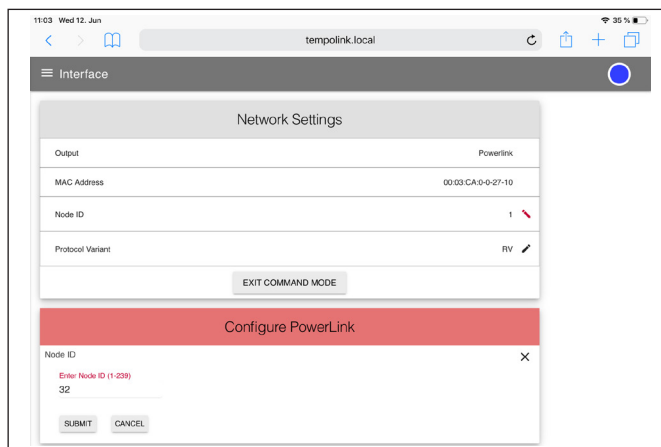 11:03 Wed 12. Jun 35 %
tempolink.local
Interface
Network Settings
Output Powerlink
MAC Address 00:03:CA:0-0-27-10
Node ID 1
Protocol Variant RV
EXIT COMMAND MODE
Configure PowerLink
Node ID
Enter Node ID (1-239)
32
SUBMIT CANCEL